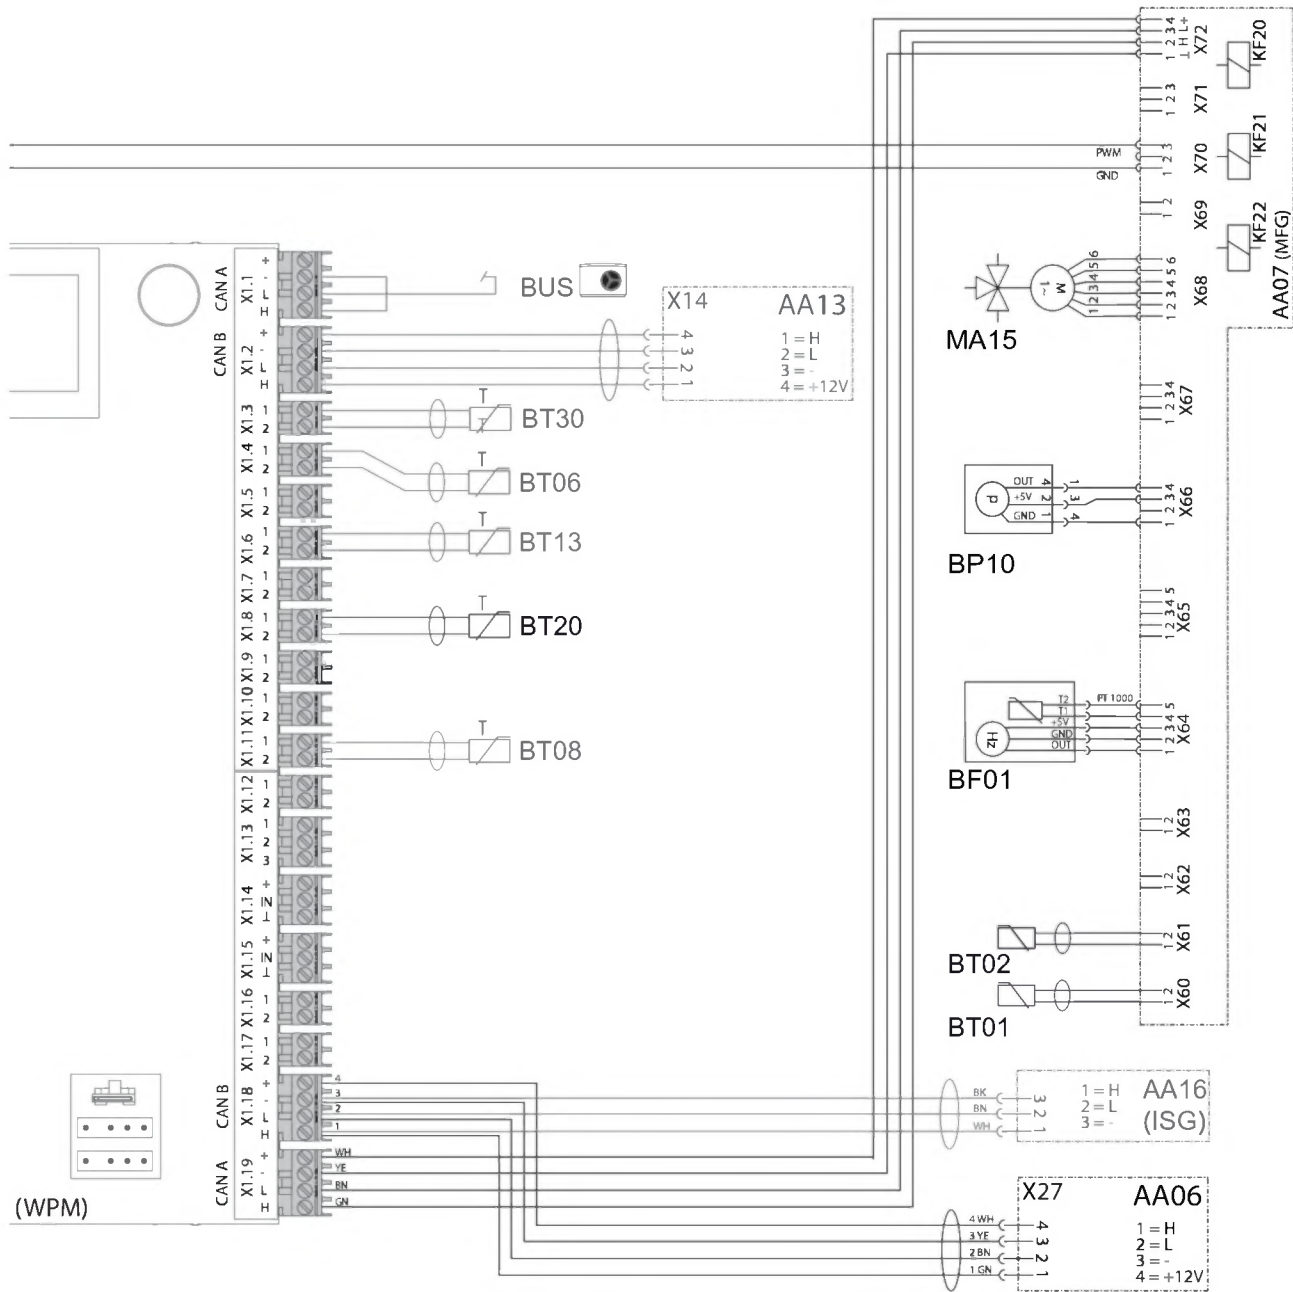 4 L+
3 L
2 H
1 ⊥
X72
KF20
3
2
1
X71
PWM
GND
3
2
1
X70
KF21
2
1
X69
KF22
AA07 (MFG)
6
5
4
3
2
1
6
5
4
3
2
1
X68
M
1~
MA15
4
3
2
1
X67
P
OUT 4 1
+5V 2 3
GND 1 4
4
3
2
1
X66
BP10
5
4
3
2
1
X65
T2
T1
+5V
GND
OUT
PT 1000
Hz
5
4
3
2
1
X64
BF01
2
1
X63
2
1
X62
2
1
X61
BT02
2
1
X60
BT01
CAN A
X1.1
+
-
L
H
BUS
CAN B
X1.2
+
-
L
H
X14 AA13
4
3
2
1
1 = H
2 = L
3 = -
4 = +12V
X1.3
1
2
T
T
BT30
X1.4
1
2
T
BT06
X1.5
1
2
X1.6
1
2
T
BT13
X1.7
1
2
X1.8
1
2
T
BT20
X1.9
1
2
X1.10
1
2
X1.11
1
2
T
BT08
X1.12
1
2
X1.13
1
2
3
X1.14
+
IN
⊥
X1.15
+
IN
⊥
X1.16
1
2
X1.17
1
2
CAN B
X1.18
+
-
L
H
4
3
2
1
BK
BN
WH
3
2
1
1 = H
2 = L
3 = -
AA16
(ISG)
CAN A
X1.19
+
-
L
H
WH
YE
BN
GN
(WPM)
X27 AA06
4 WH
3 YE
2 BN
1 GN
4
3
2
1
1 = H
2 = L
3 = -
4 = +12V